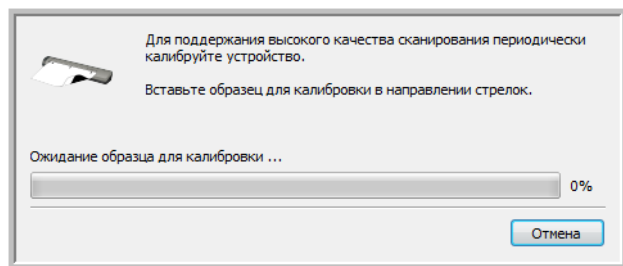 Для поддержания высокого качества сканирования периодически
калибруйте устройство.
Вставьте образец для калибровки в направлении стрелок.
Ожидание образца для калибровки ...
0%
Отмена